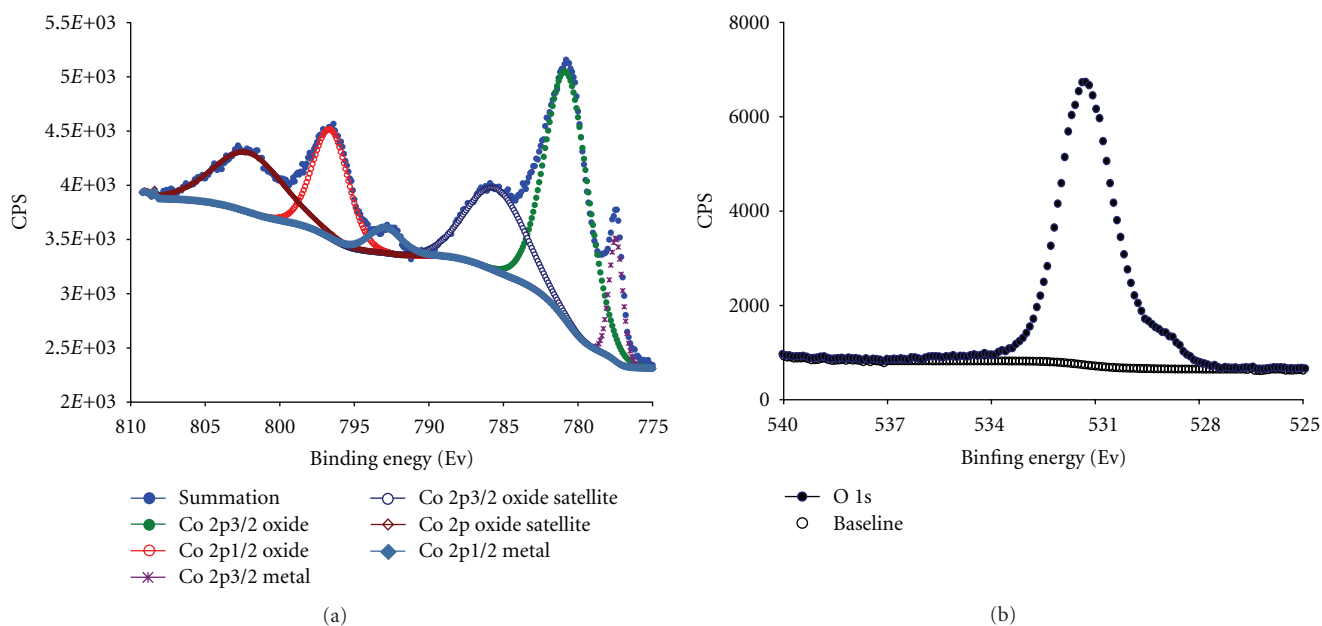 5.5E+03
5E+03
4.5E+03
4E+03
3.5E+03
3E+03
2.5E+03
2E+03
CPS
810 805 800 795 790 785 780 775
Binding enegy (Ev)
Summation
Co 2p3/2 oxide
Co 2p1/2 oxide
Co 2p3/2 metal
Co 2p3/2 oxide satellite
Co 2p oxide satellite
Co 2p1/2 metal
(a)
8000
6000
4000
2000
0
CPS
540 537 534 531 528 525
Binfing energy (Ev)
O 1s
Baseline
(b)